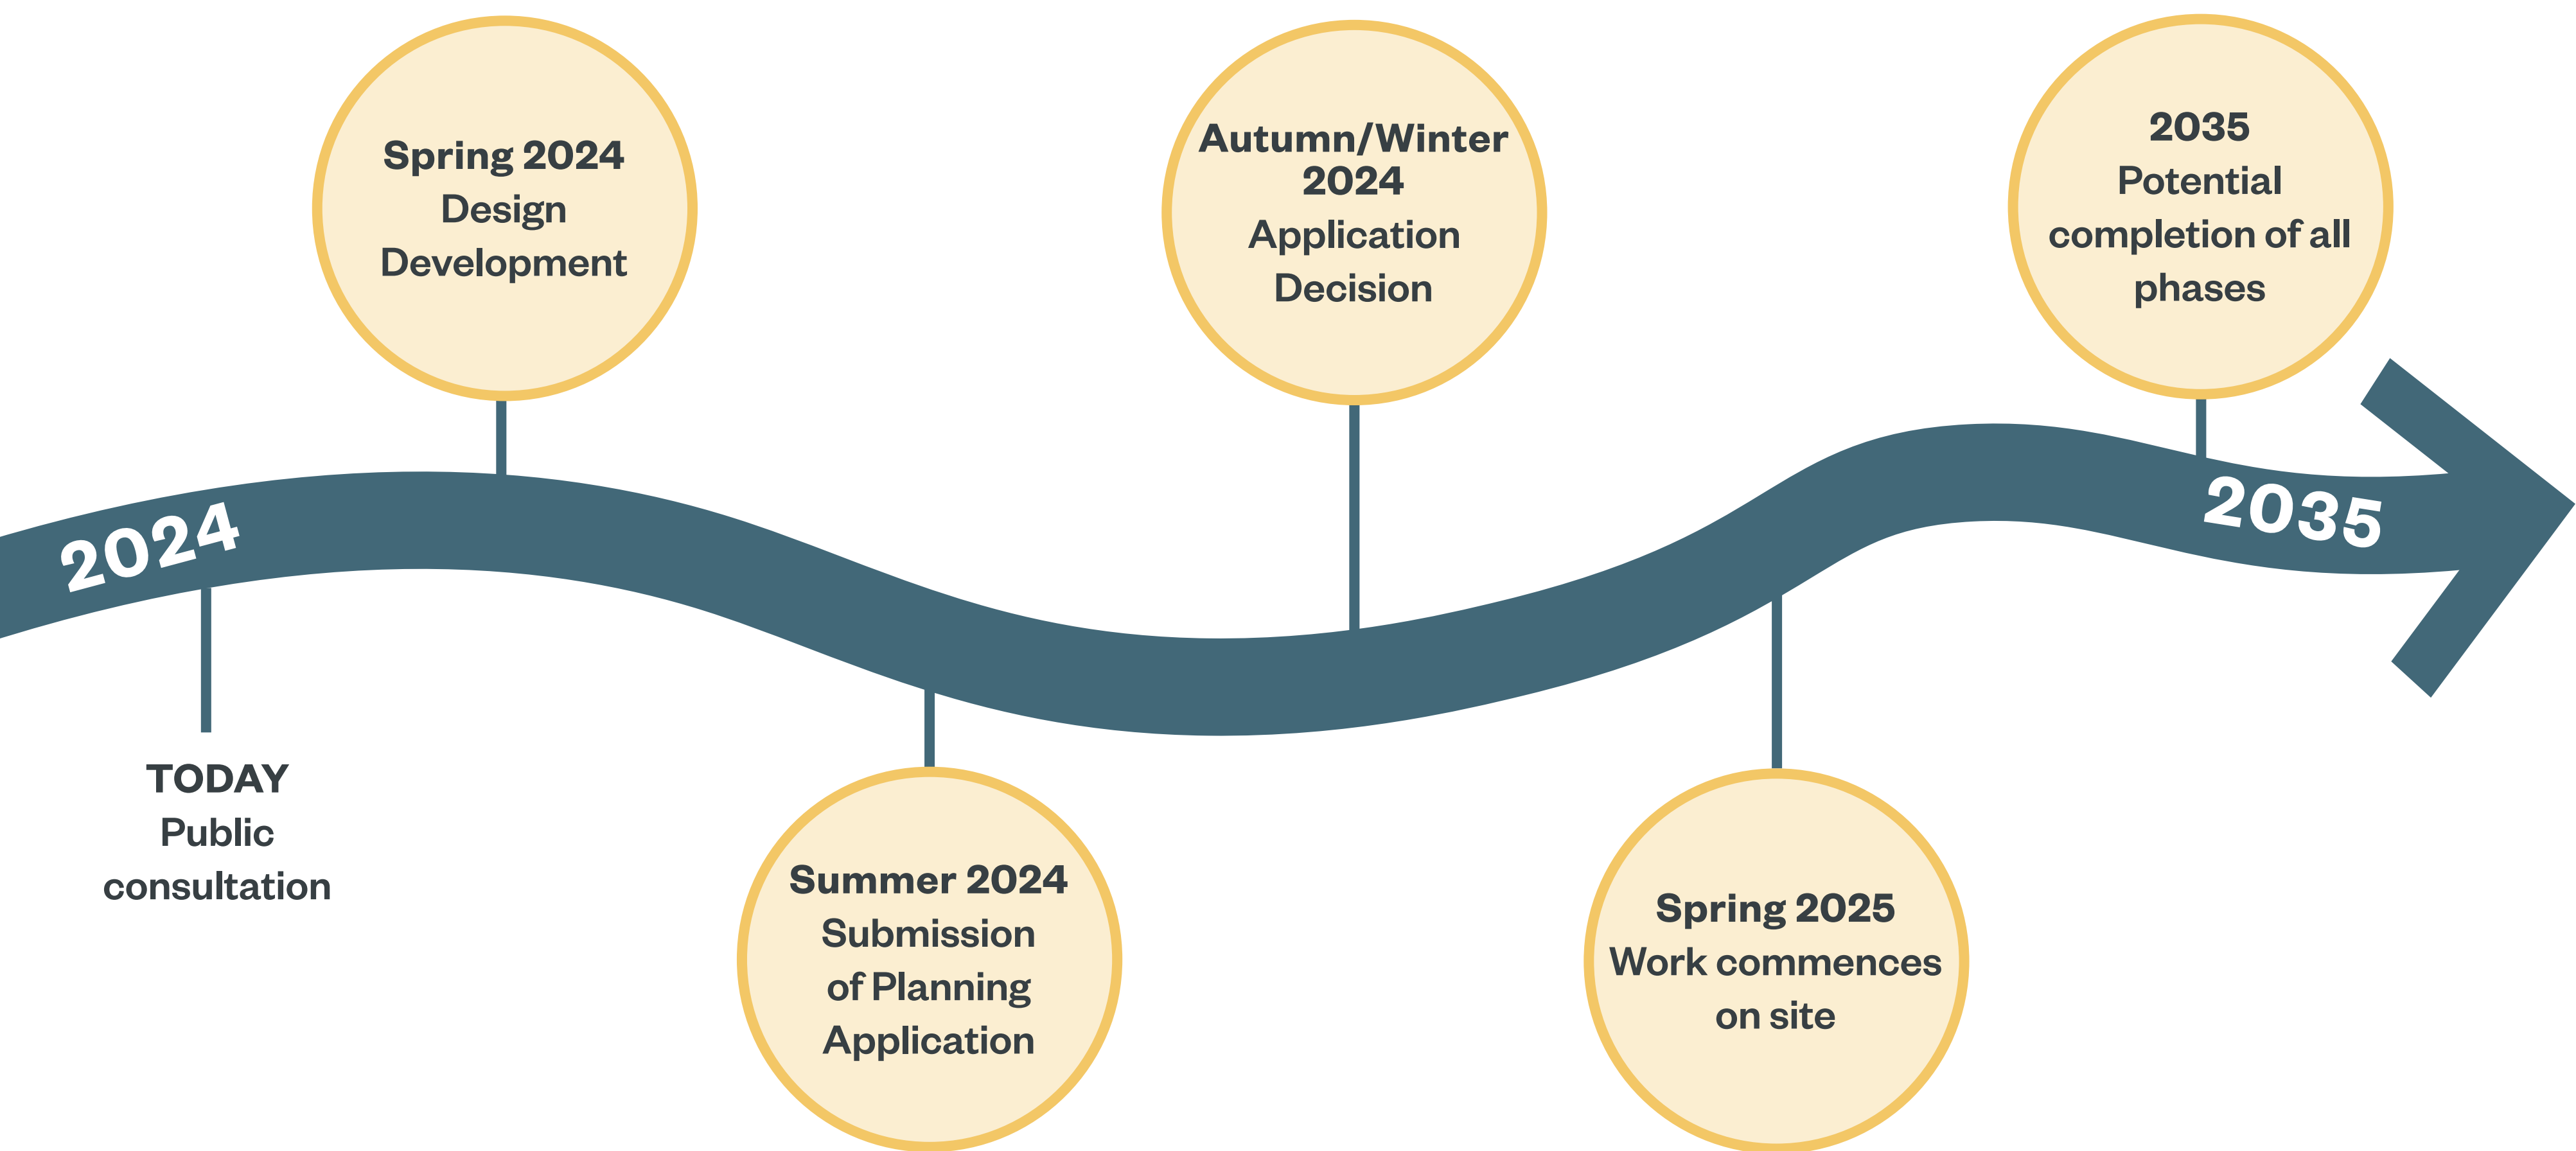 2024
TODAY
Public
consultation
Spring 2024
Design
Development
Summer 2024
Submission
of Planning
Application
Autumn/Winter
2024
Application
Decision
Spring 2025
Work commences
on site
2035
Potential
completion of all
phases
2035